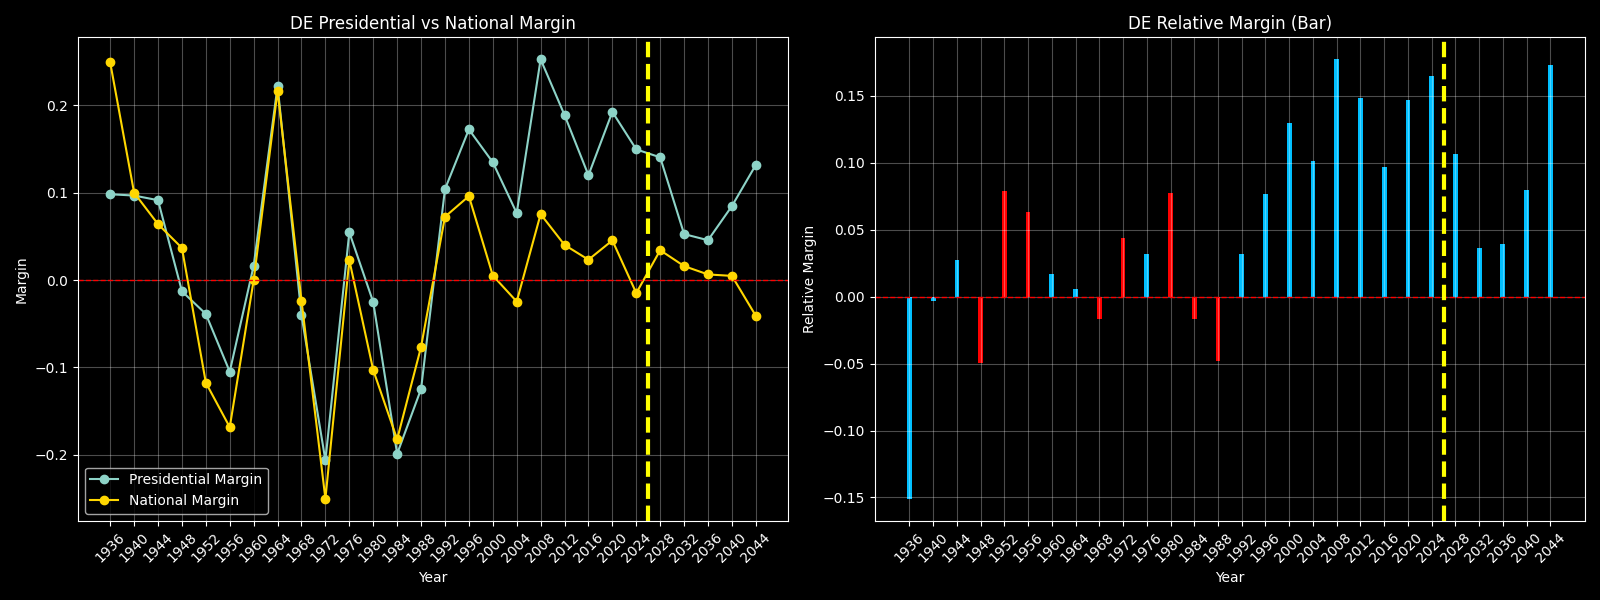 DE Presidential vs National Margin
0.2
0.1
0.0
−0.1
−0.2
Margin
Presidential Margin
National Margin
1936 1940 1944 1948 1952 1956 1960 1964 1968 1972 1976 1980 1984 1988 1992 1996 2000 2004 2008 2012 2016 2020 2024 2028 2032 2036 2040 2044
Year
DE Relative Margin (Bar)
0.15
0.10
0.05
0.00
−0.05
−0.10
−0.15
Relative Margin
1936 1940 1944 1948 1952 1956 1960 1964 1968 1972 1976 1980 1984 1988 1992 1996 2000 2004 2008 2012 2016 2020 2024 2028 2032 2036 2040 2044
Year